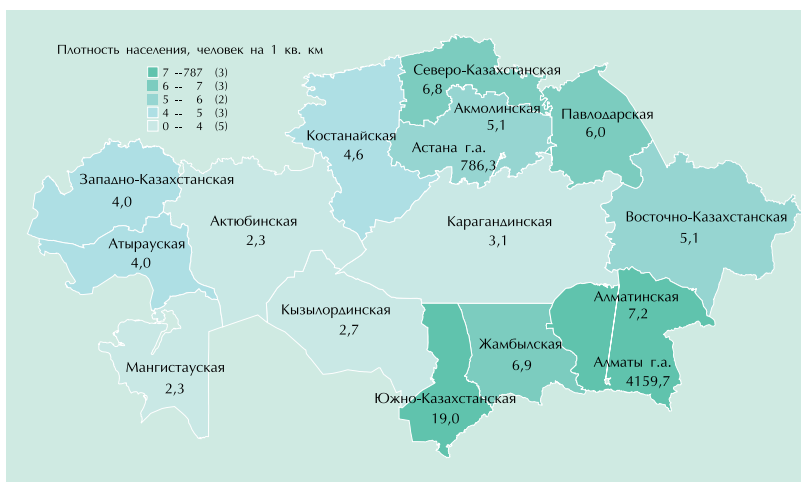 Плотность населения, человек на 1 кв. км
7 --787 (3)
6 -- 7 (3)
5 -- 6 (2)
4 -- 5 (3)
0 -- 4 (5)
Северо-Казахстанская
6,8
Акмолинская
5,1
Астана г.а.
786,3
Павлодарская
6,0
Костанайская
4,6
Западно-Казахстанская
4,0
Атырауская
4,0
Актюбинская
2,3
Карагандинская
3,1
Восточно-Казахстанская
5,1
Кызылординская
2,7
Мангистауская
2,3
Южно-Казахстанская
19,0
Жамбылская
6,9
Алматинская
7,2
Алматы г.а.
4159,7